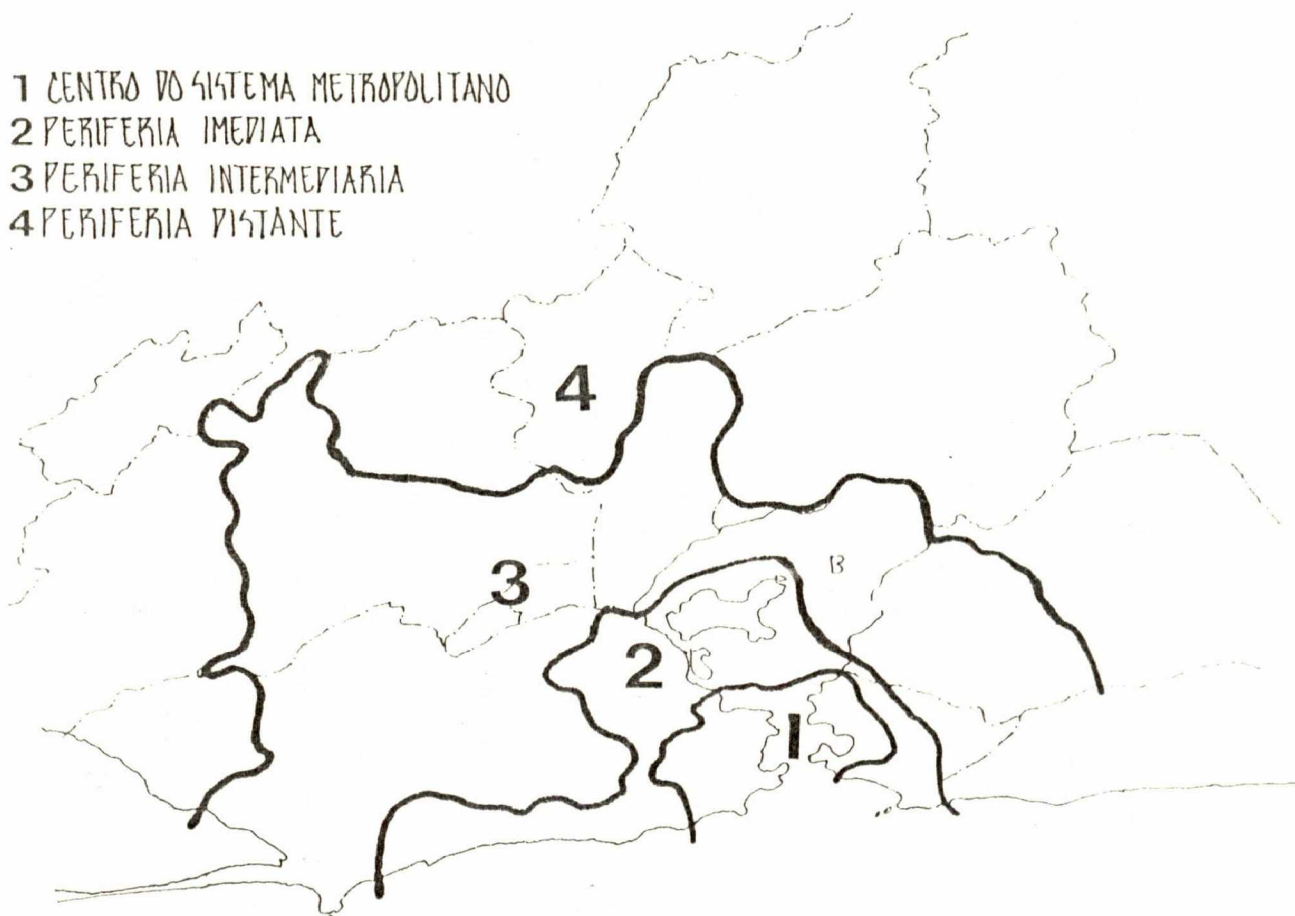 1 CENTRO DO SISTEMA METROPOLITANO
2 PERIFERIA IMEDIATA
3 PERIFERIA INTERMEDIARIA
4 PERIFERIA DISTANTE
4
3
B
2
B
1